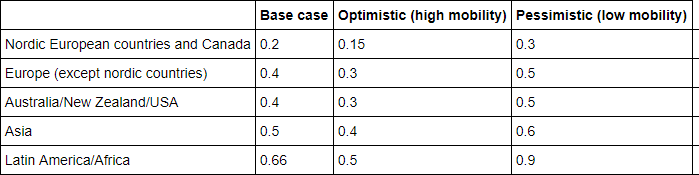 Base case Optimistic (high mobility) Pessimistic (low mobility)
Nordic European countries and Canada 0.2 0.15 0.3
Europe (except nordic countries) 0.4 0.3 0.5
Australia/New Zealand/USA 0.4 0.3 0.5
Asia 0.5 0.4 0.6
Latin America/Africa 0.66 0.5 0.9